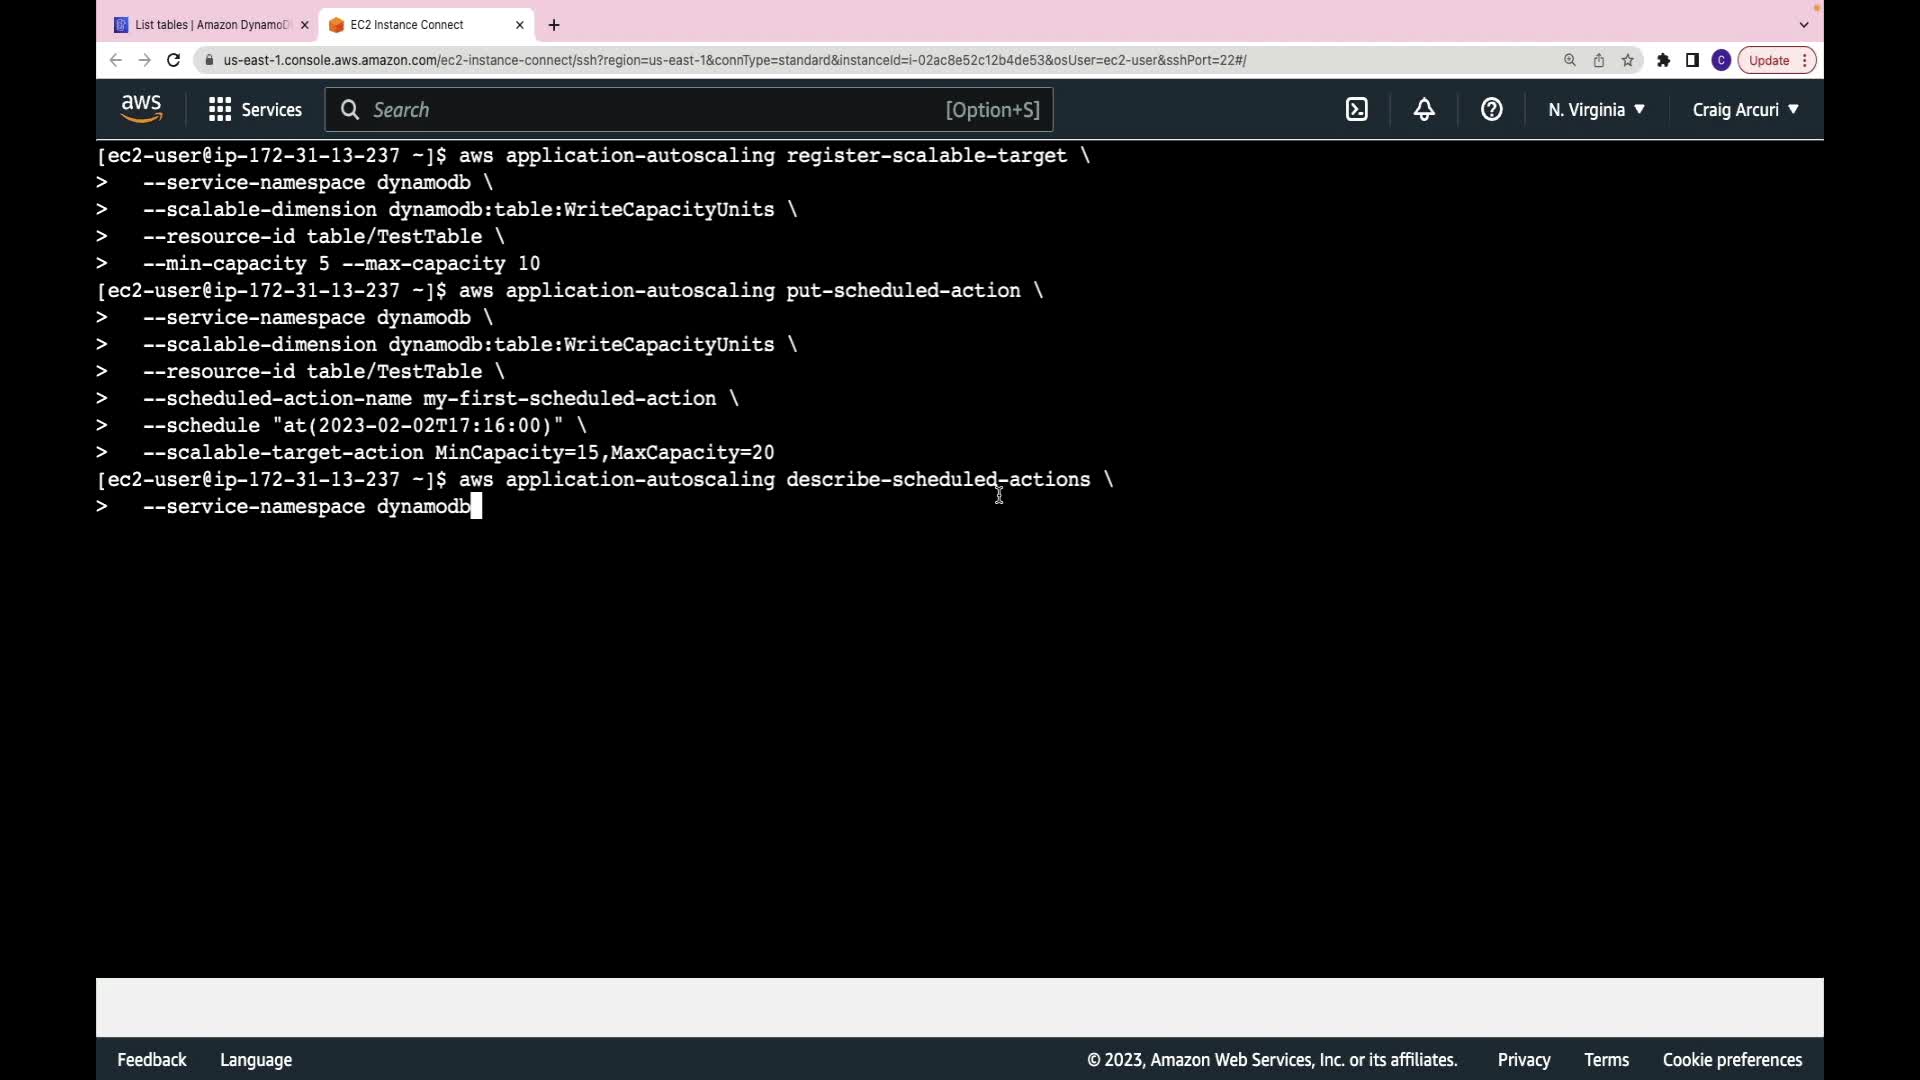 List tables | Amazon DynamoD
EC2 Instance Connect
us-east-1.console.aws.amazon.com/ec2-instance-connect/ssh?region=us-east-1&connType=standard&instanceId=i-02ac8e52c12b4de53&osUser=ec2-user&sshPort=22#/
C
Update
aws
Services
Search
[Option+S]
N. Virginia
Craig Arcuri
[ec2-user@ip-172-31-13-237 ~]$ aws application-autoscaling register-scalable-target \
>   --service-namespace dynamodb \
>   --scalable-dimension dynamodb:table:WriteCapacityUnits \
>   --resource-id table/TestTable \
>   --min-capacity 5 --max-capacity 10
[ec2-user@ip-172-31-13-237 ~]$ aws application-autoscaling put-scheduled-action \
>   --service-namespace dynamodb \
>   --scalable-dimension dynamodb:table:WriteCapacityUnits \
>   --resource-id table/TestTable \
>   --scheduled-action-name my-first-scheduled-action \
>   --schedule "at(2023-02-02T17:16:00)" \
>   --scalable-target-action MinCapacity=15,MaxCapacity=20
[ec2-user@ip-172-31-13-237 ~]$ aws application-autoscaling describe-scheduled-actions \
>   --service-namespace dynamodb
Feedback
Language
© 2023, Amazon Web Services, Inc. or its affiliates.
Privacy
Terms
Cookie preferences